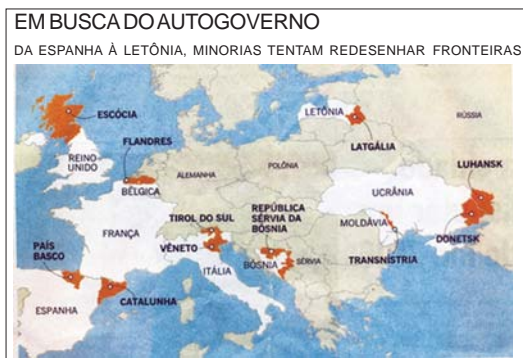 EM BUSCA DO AUTOGOVERNO
DA ESPANHA À LETÔNIA, MINORIAS TENTAM REDESENHAR FRONTEIRAS
ESCÓCIA
REINO
UNIDO
FLANDRES
BÉLGICA
ALEMANHA
POLÔNIA
LETÔNIA
LATGÁLIA
RÚSSIA
LUHANSK
UCRÂNIA
DONETSK
MOLDÁVIA
TRANSNÍSTRIA
REPÚBLICA
SÉRVIA DA
BÓSNIA
BÓSNIA
SÉRVIA
TIROL DO SUL
VÊNETO
ITÁLIA
FRANÇA
PAÍS
BASCO
CATALUNHA
ESPANHA